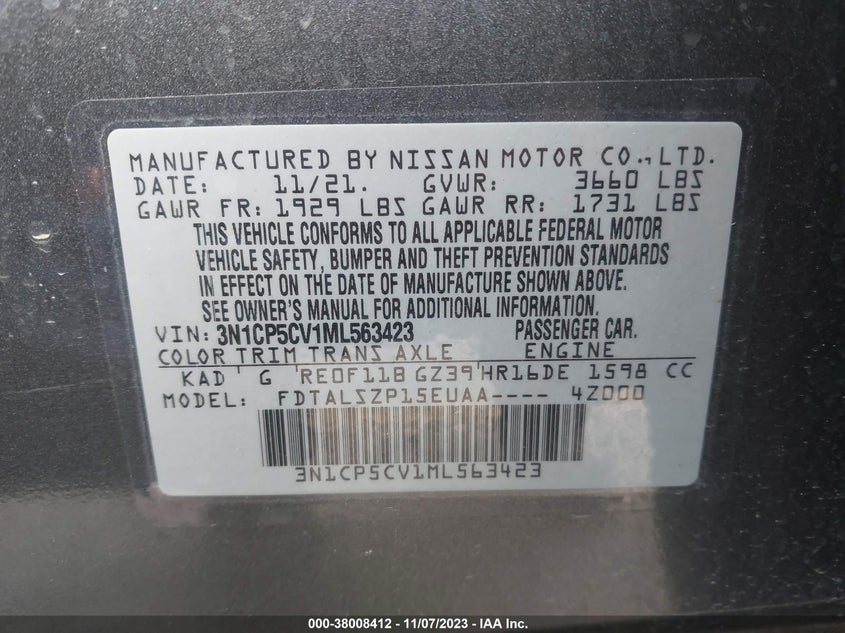 MANUFACTURED BY NISSAN MOTOR CO., LTD.
DATE: 11/21. GVWR: 3660 LBS
GAWR FR: 1929 LBS GAWR RR: 1731 LBS
THIS VEHICLE CONFORMS TO ALL APPLICABLE FEDERAL MOTOR
VEHICLE SAFETY, BUMPER AND THEFT PREVENTION STANDARDS
IN EFFECT ON THE DATE OF MANUFACTURE SHOWN ABOVE.
SEE OWNER'S MANUAL FOR ADDITIONAL INFORMATION.
VIN: 3N1CP5CV1ML563423 PASSENGER CAR.
COLOR TRIM TRANS AXLE ENGINE
KAD G RE0F11B GZ39 HR16DE 1598 CC
MODEL: FDTALSZP15EUAA---- 4Z000
3N1CP5CV1ML563423
000-38008412 - 11/07/2023 - IAA Inc.